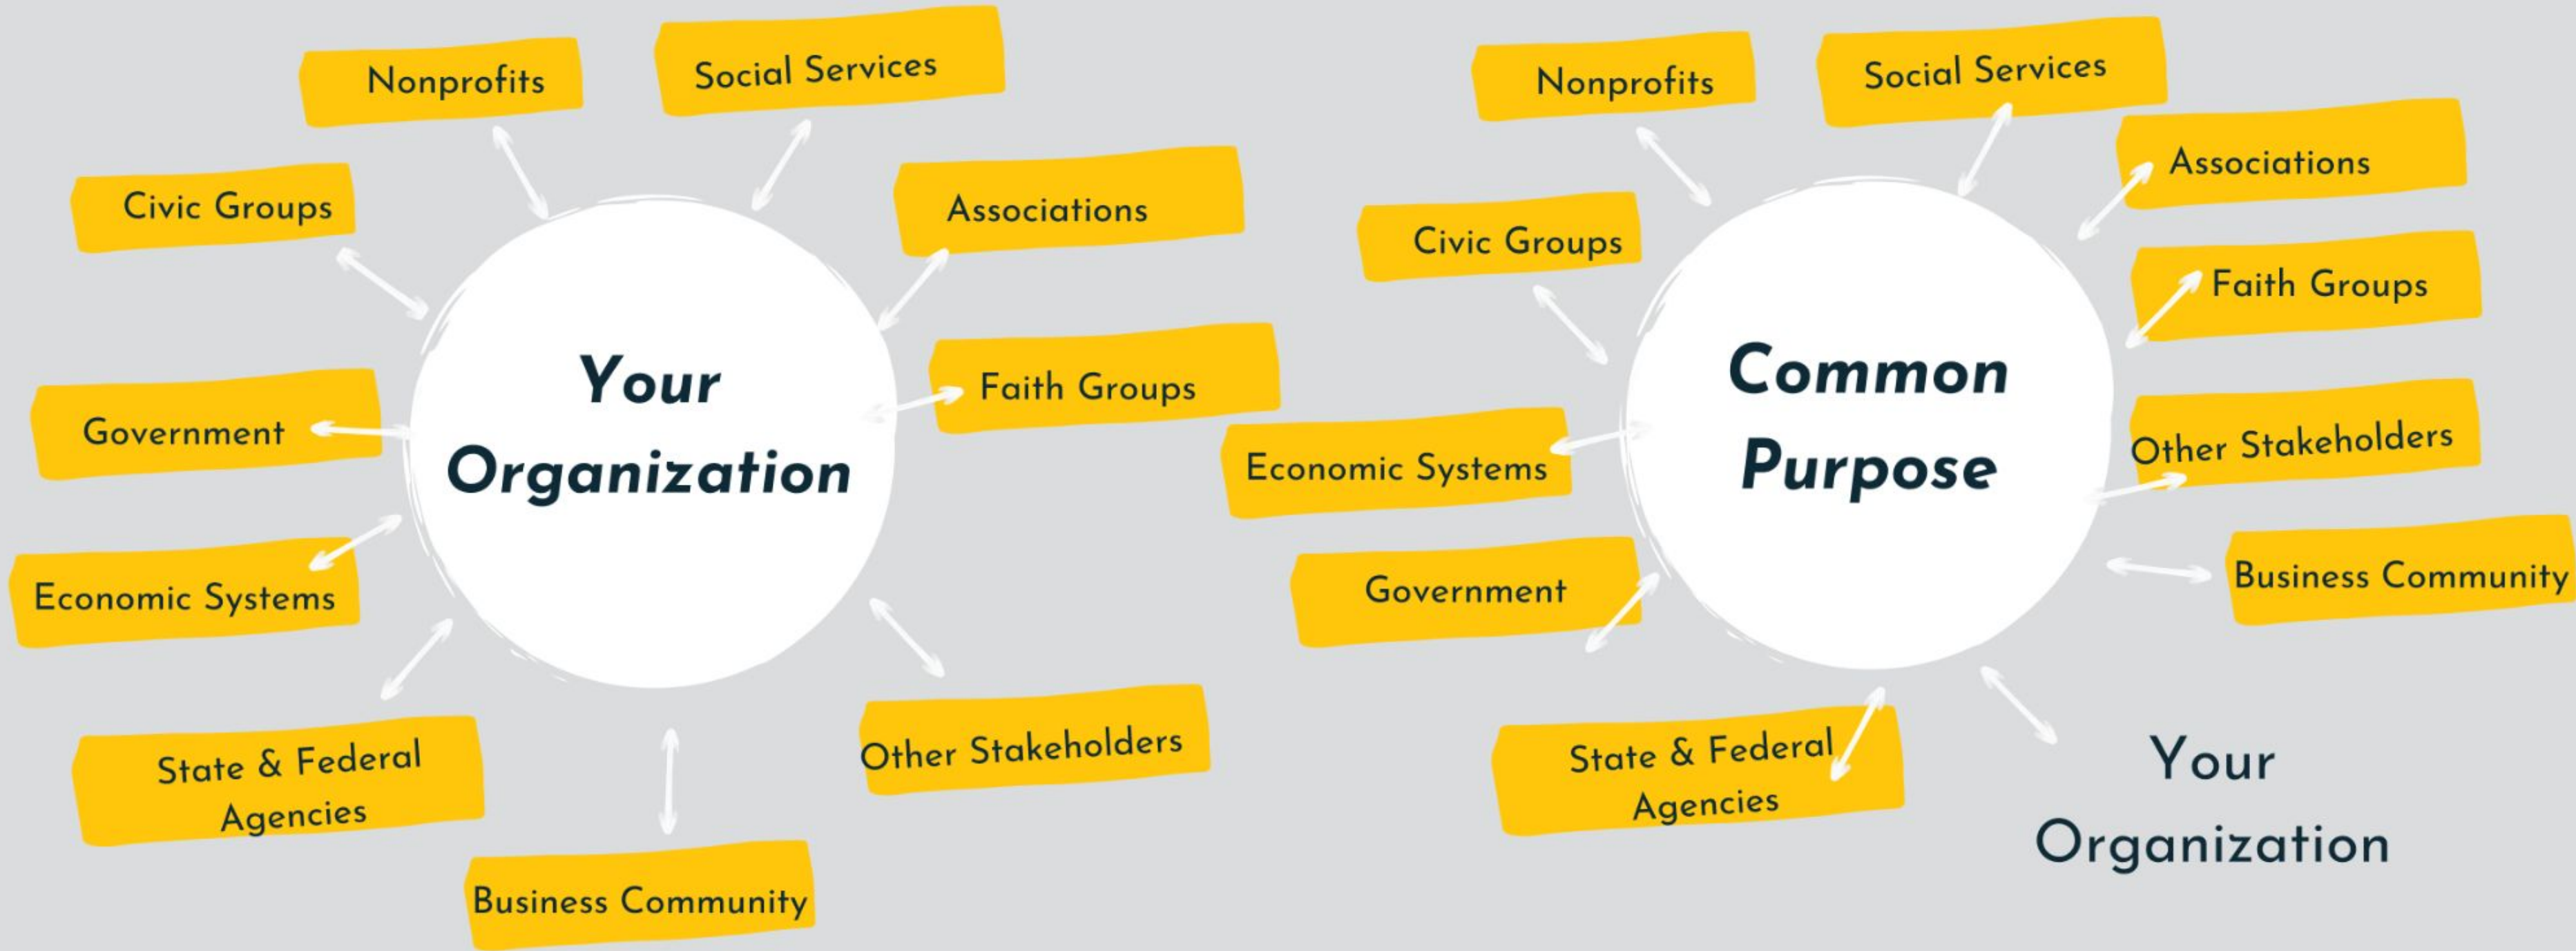 Nonprofits
Social Services
Civic Groups
Associations
Your
Organization
Faith Groups
Government
Economic Systems
State & Federal
Agencies
Other Stakeholders
Business Community
Nonprofits
Social Services
Associations
Civic Groups
Faith Groups
Common
Purpose
Economic Systems
Other Stakeholders
Government
Business Community
State & Federal
Agencies
Your
Organization